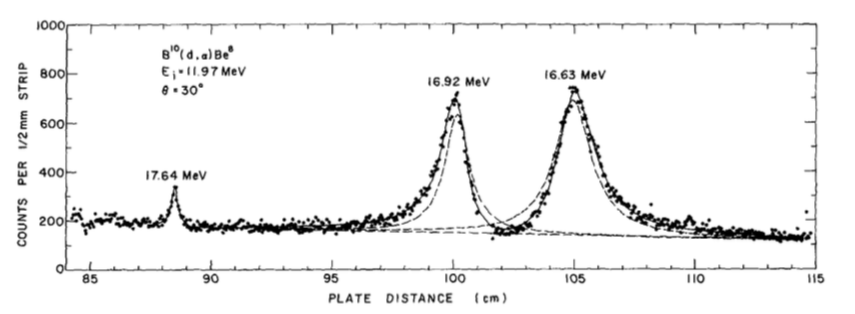 1000
800
600
400
200
0
COUNTS PER 1/2mm STRIP
B¹⁰(d,α)Be⁸
Eᵢ=11.97 MeV
θ=30°
17.64 MeV
16.92 MeV
16.63 MeV
85 90 95 100 105 110 115
PLATE DISTANCE (cm)